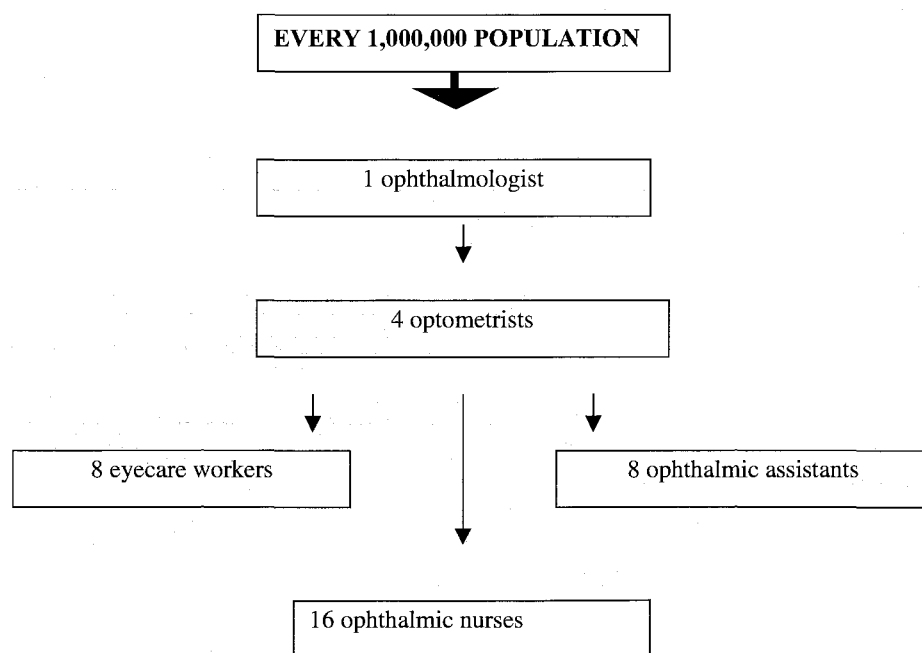 EVERY 1,000,000 POPULATION
1 ophthalmologist
4 optometrists
8 eyecare workers
8 ophthalmic assistants
16 ophthalmic nurses